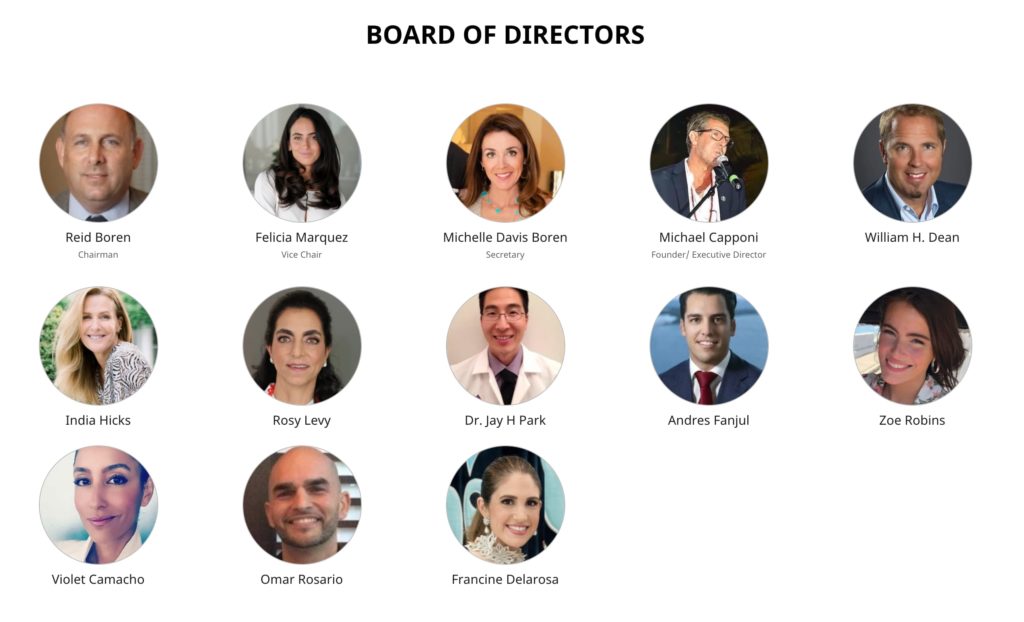 BOARD OF DIRECTORS
Reid Boren
Chairman
Felicia Marquez
Vice Chair
Michelle Davis Boren
Secretary
Michael Capponi
Founder/ Executive Director
William H. Dean
India Hicks
Rosy Levy
Dr. Jay H Park
Andres Fanjul
Zoe Robins
Violet Camacho
Omar Rosario
Francine Delarosa